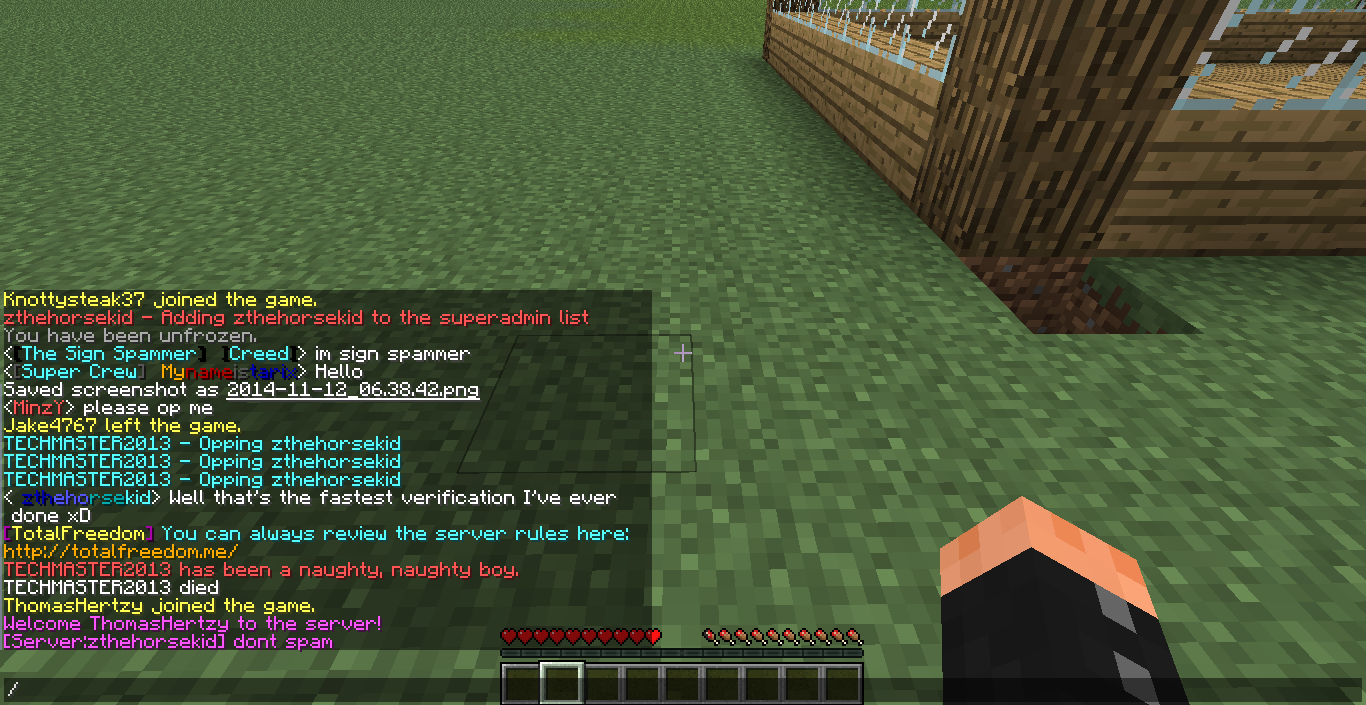 Knottysteak37 joined the game.
zthehorsekid - Adding zthehorsekid to the superadmin list
You have been unfrozen.
<[The Sign Spammer] [Creed]> im sign spammer
<[Super Crew] Mynameistarix> Hello
Saved screenshot as 2014-11-12_06.38.42.png
<MinzY> please op me
Jake4767 left the game.
TECHMASTER2013 - Opping zthehorsekid
TECHMASTER2013 - Opping zthehorsekid
TECHMASTER2013 - Opping zthehorsekid
< zthehorsekid> Well that's the fastest verification I've ever
done xD
[TotalFreedom] You can always review the server rules here:
http://totalfreedom.me/
TECHMASTER2013 has been a naughty, naughty boy.
TECHMASTER2013 died
ThomasHertzy joined the game.
Welcome ThomasHertzy to the server!
[Server:zthehorsekid] dont spam
/